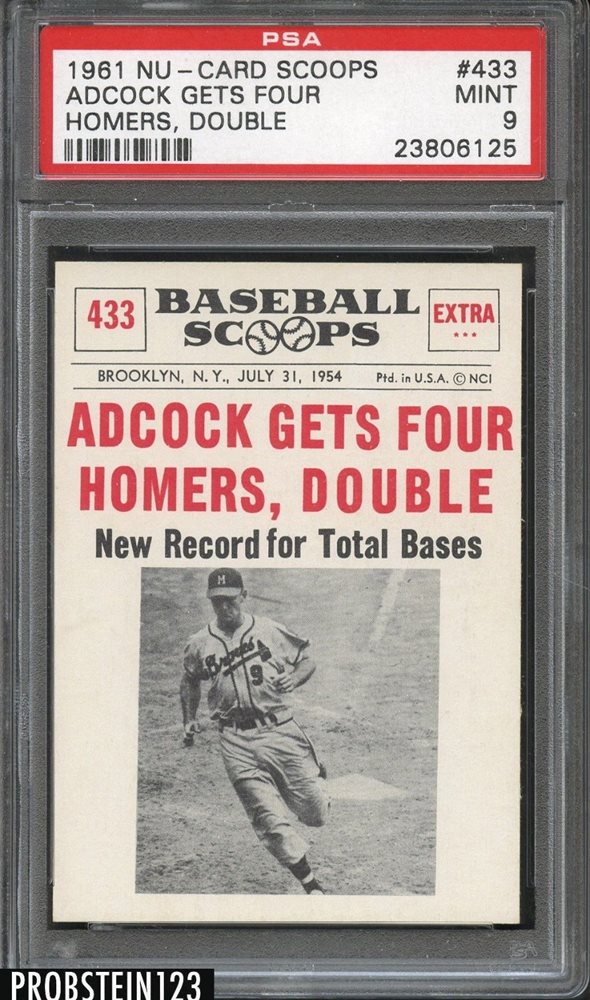 PSA
1961 NU-CARD SCOOPS #433
ADCOCK GETS FOUR MINT
HOMERS, DOUBLE 9
23806125
433 BASEBALL SCOOPS EXTRA
BROOKLYN, N. Y., JULY 31, 1954 Ptd. in U.S.A. © NCI
ADCOCK GETS FOUR
HOMERS, DOUBLE
New Record for Total Bases
M
Braves
9
PROBSTEIN123